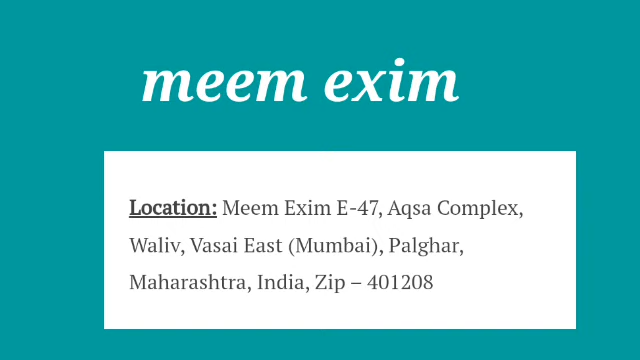 meem exim
Location: Meem Exim E-47, Aqsa Complex,
Waliv, Vasai East (Mumbai), Palghar,
Maharashtra, India, Zip – 401208